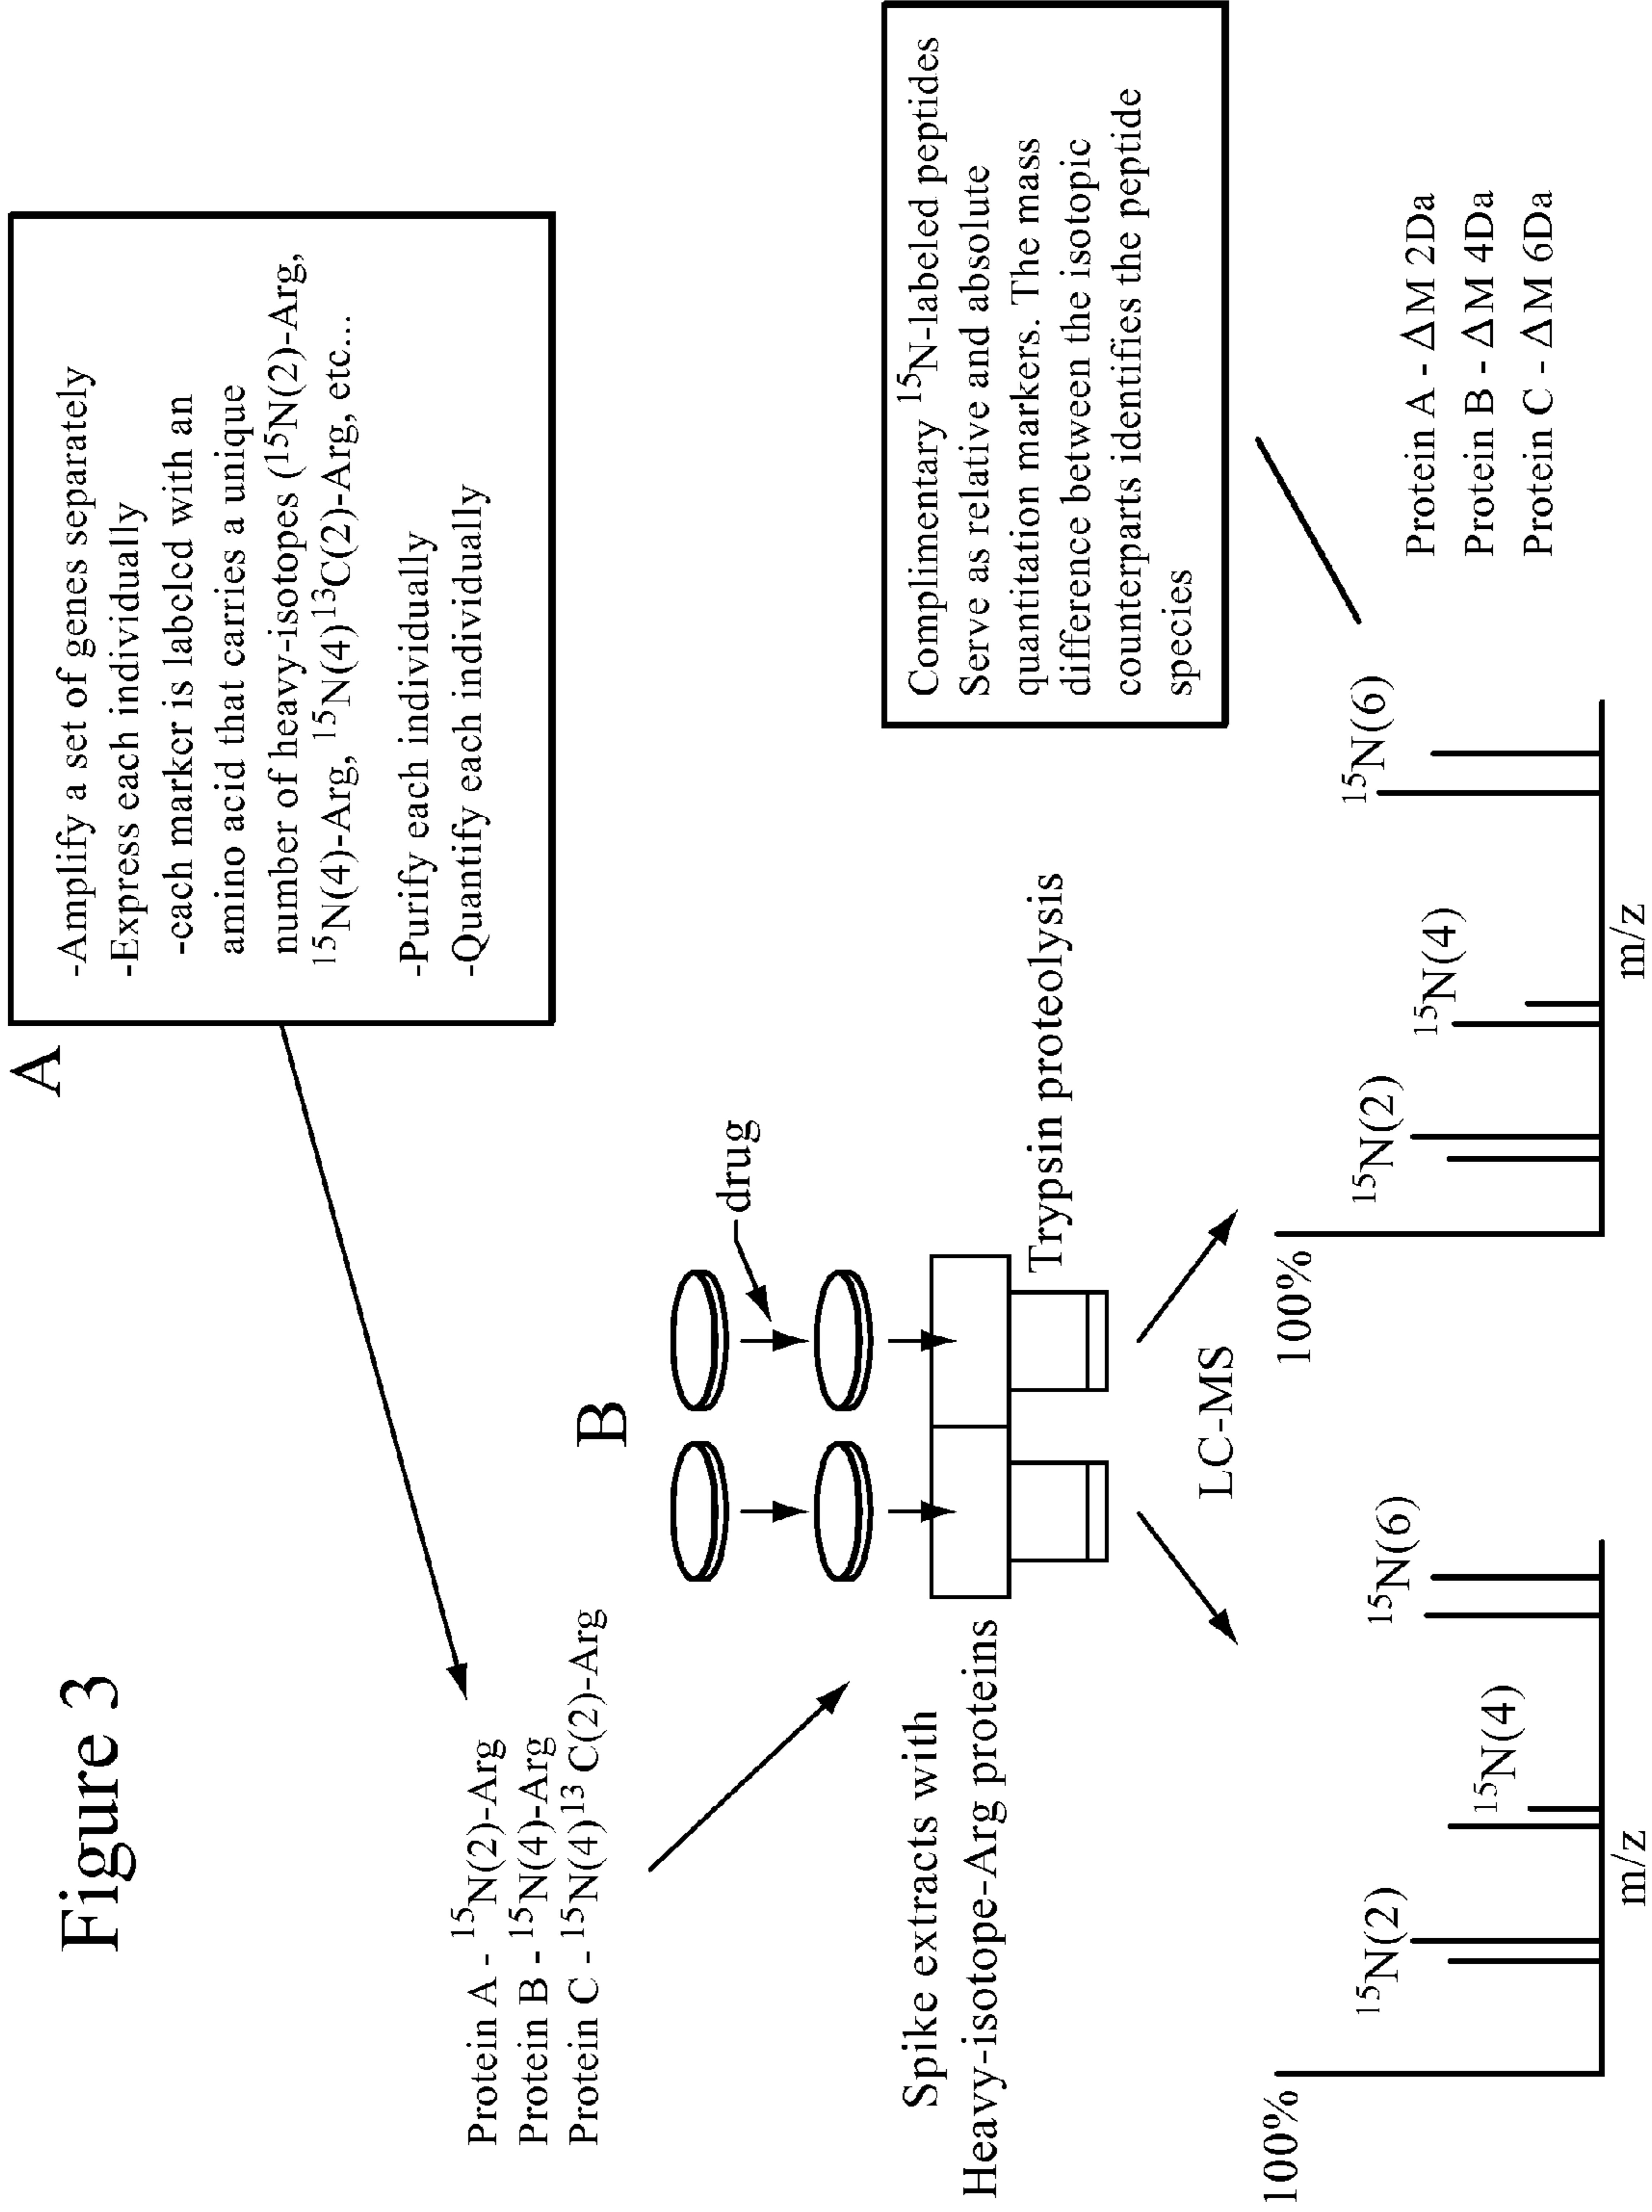 Figure 3
A
-Amplify a set of genes separately
-Express each individually
-each marker is labeled with an
amino acid that carries a unique
number of heavy-isotopes (¹⁵N(2)-Arg,
¹⁵N(4)-Arg, ¹⁵N(4)¹³C(2)-Arg, etc...
-Purify each individually
-Quantify each individually
Protein A - ¹⁵N(2)-Arg
Protein B - ¹⁵N(4)-Arg
Protein C - ¹⁵N(4)¹³ C(2)-Arg
B
drug
Spike extracts with
Heavy-isotope-Arg proteins
Trypsin proteolysis
LC-MS
Complimentary ¹⁵N-labeled peptides
Serve as relative and absolute
quantitation markers. The mass
difference between the isotopic
counterparts identifies the peptide
species
100%
¹⁵N(2)
¹⁵N(4)
¹⁵N(6)
m/z
100%
¹⁵N(2)
¹⁵N(4)
¹⁵N(6)
m/z
Protein A - ΔM 2Da
Protein B - ΔM 4Da
Protein C - ΔM 6Da